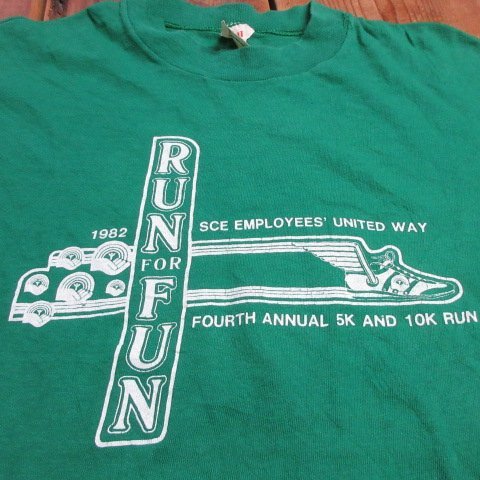 1982
RUN
FOR
FUN
SCE EMPLOYEES' UNITED WAY
FOURTH ANNUAL 5K AND 10K RUN